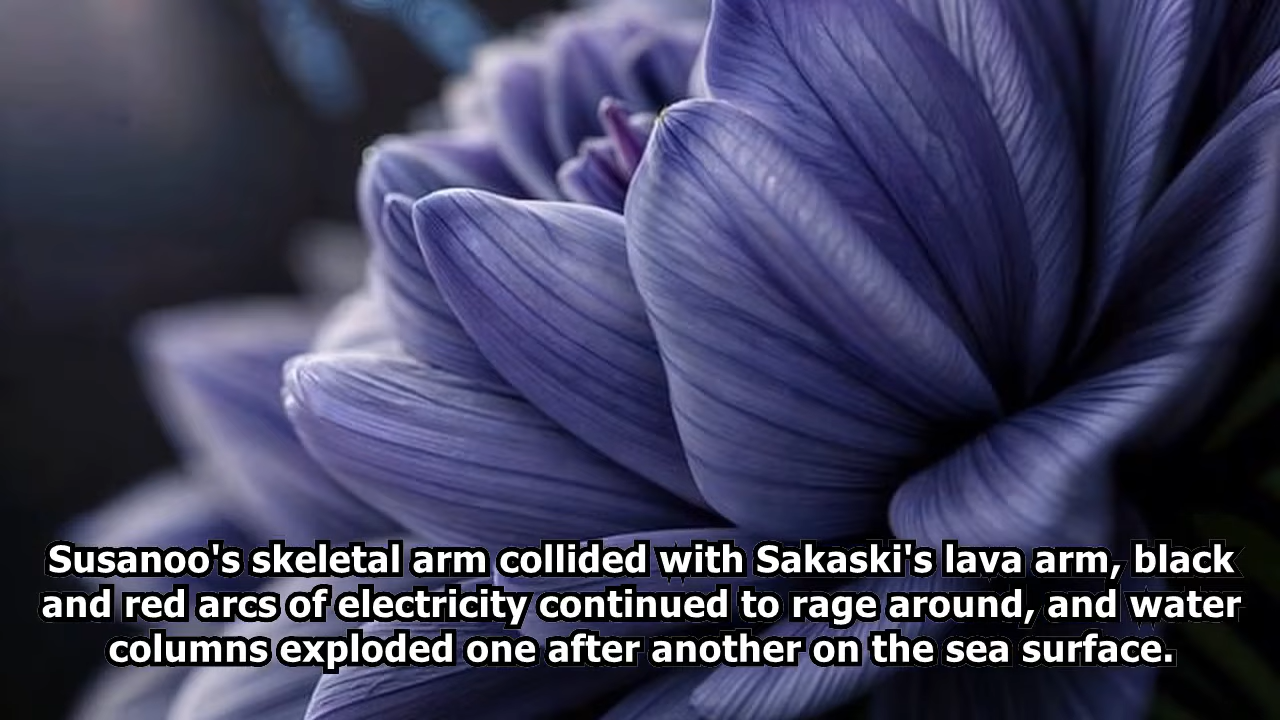 Susanoo's skeletal arm collided with Sakaski's lava arm, black
and red arcs of electricity continued to rage around, and water
columns exploded one after another on the sea surface.